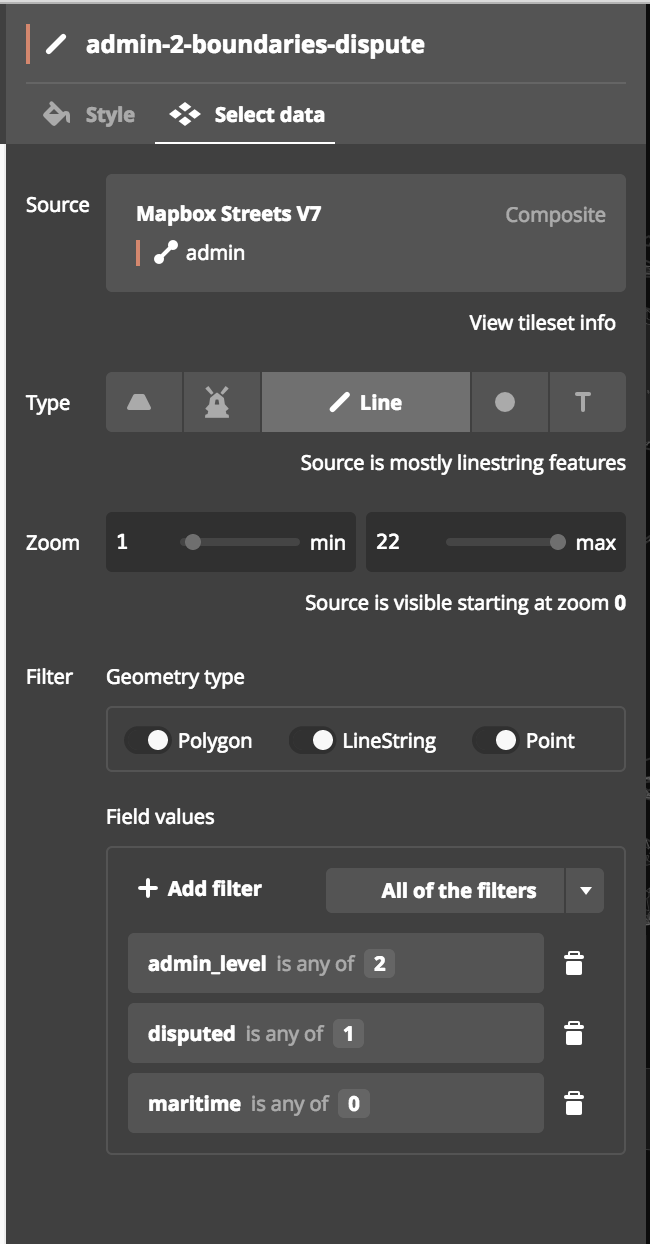 admin-2-boundaries-dispute
Style Select data
Source
Mapbox Streets V7 Composite
admin
View tileset info
Type Line T
Source is mostly linestring features
Zoom 1 min 22 max
Source is visible starting at zoom 0
Filter Geometry type
Polygon LineString Point
Field values
+ Add filter All of the filters
admin_level is any of 2
disputed is any of 1
maritime is any of 0